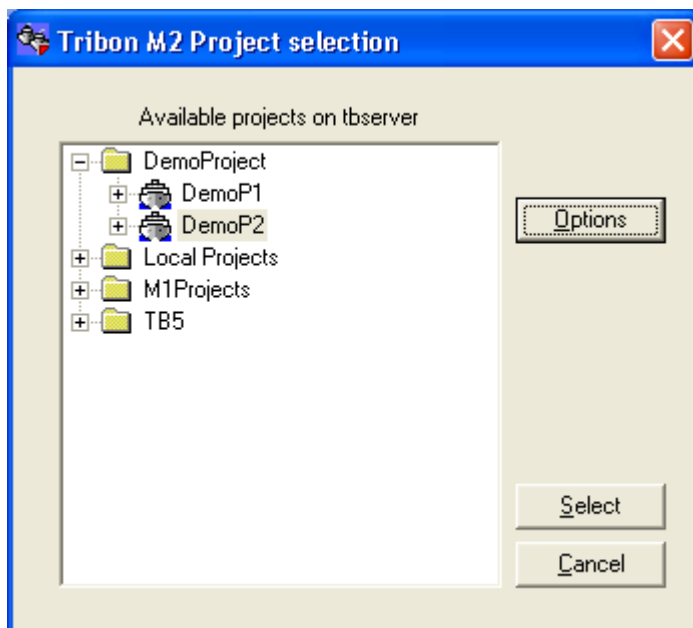 Tribon M2 Project selection
Available projects on tbserver
DemoProject
DemoP1
DemoP2
Local Projects
M1Projects
TB5
Options
Select
Cancel